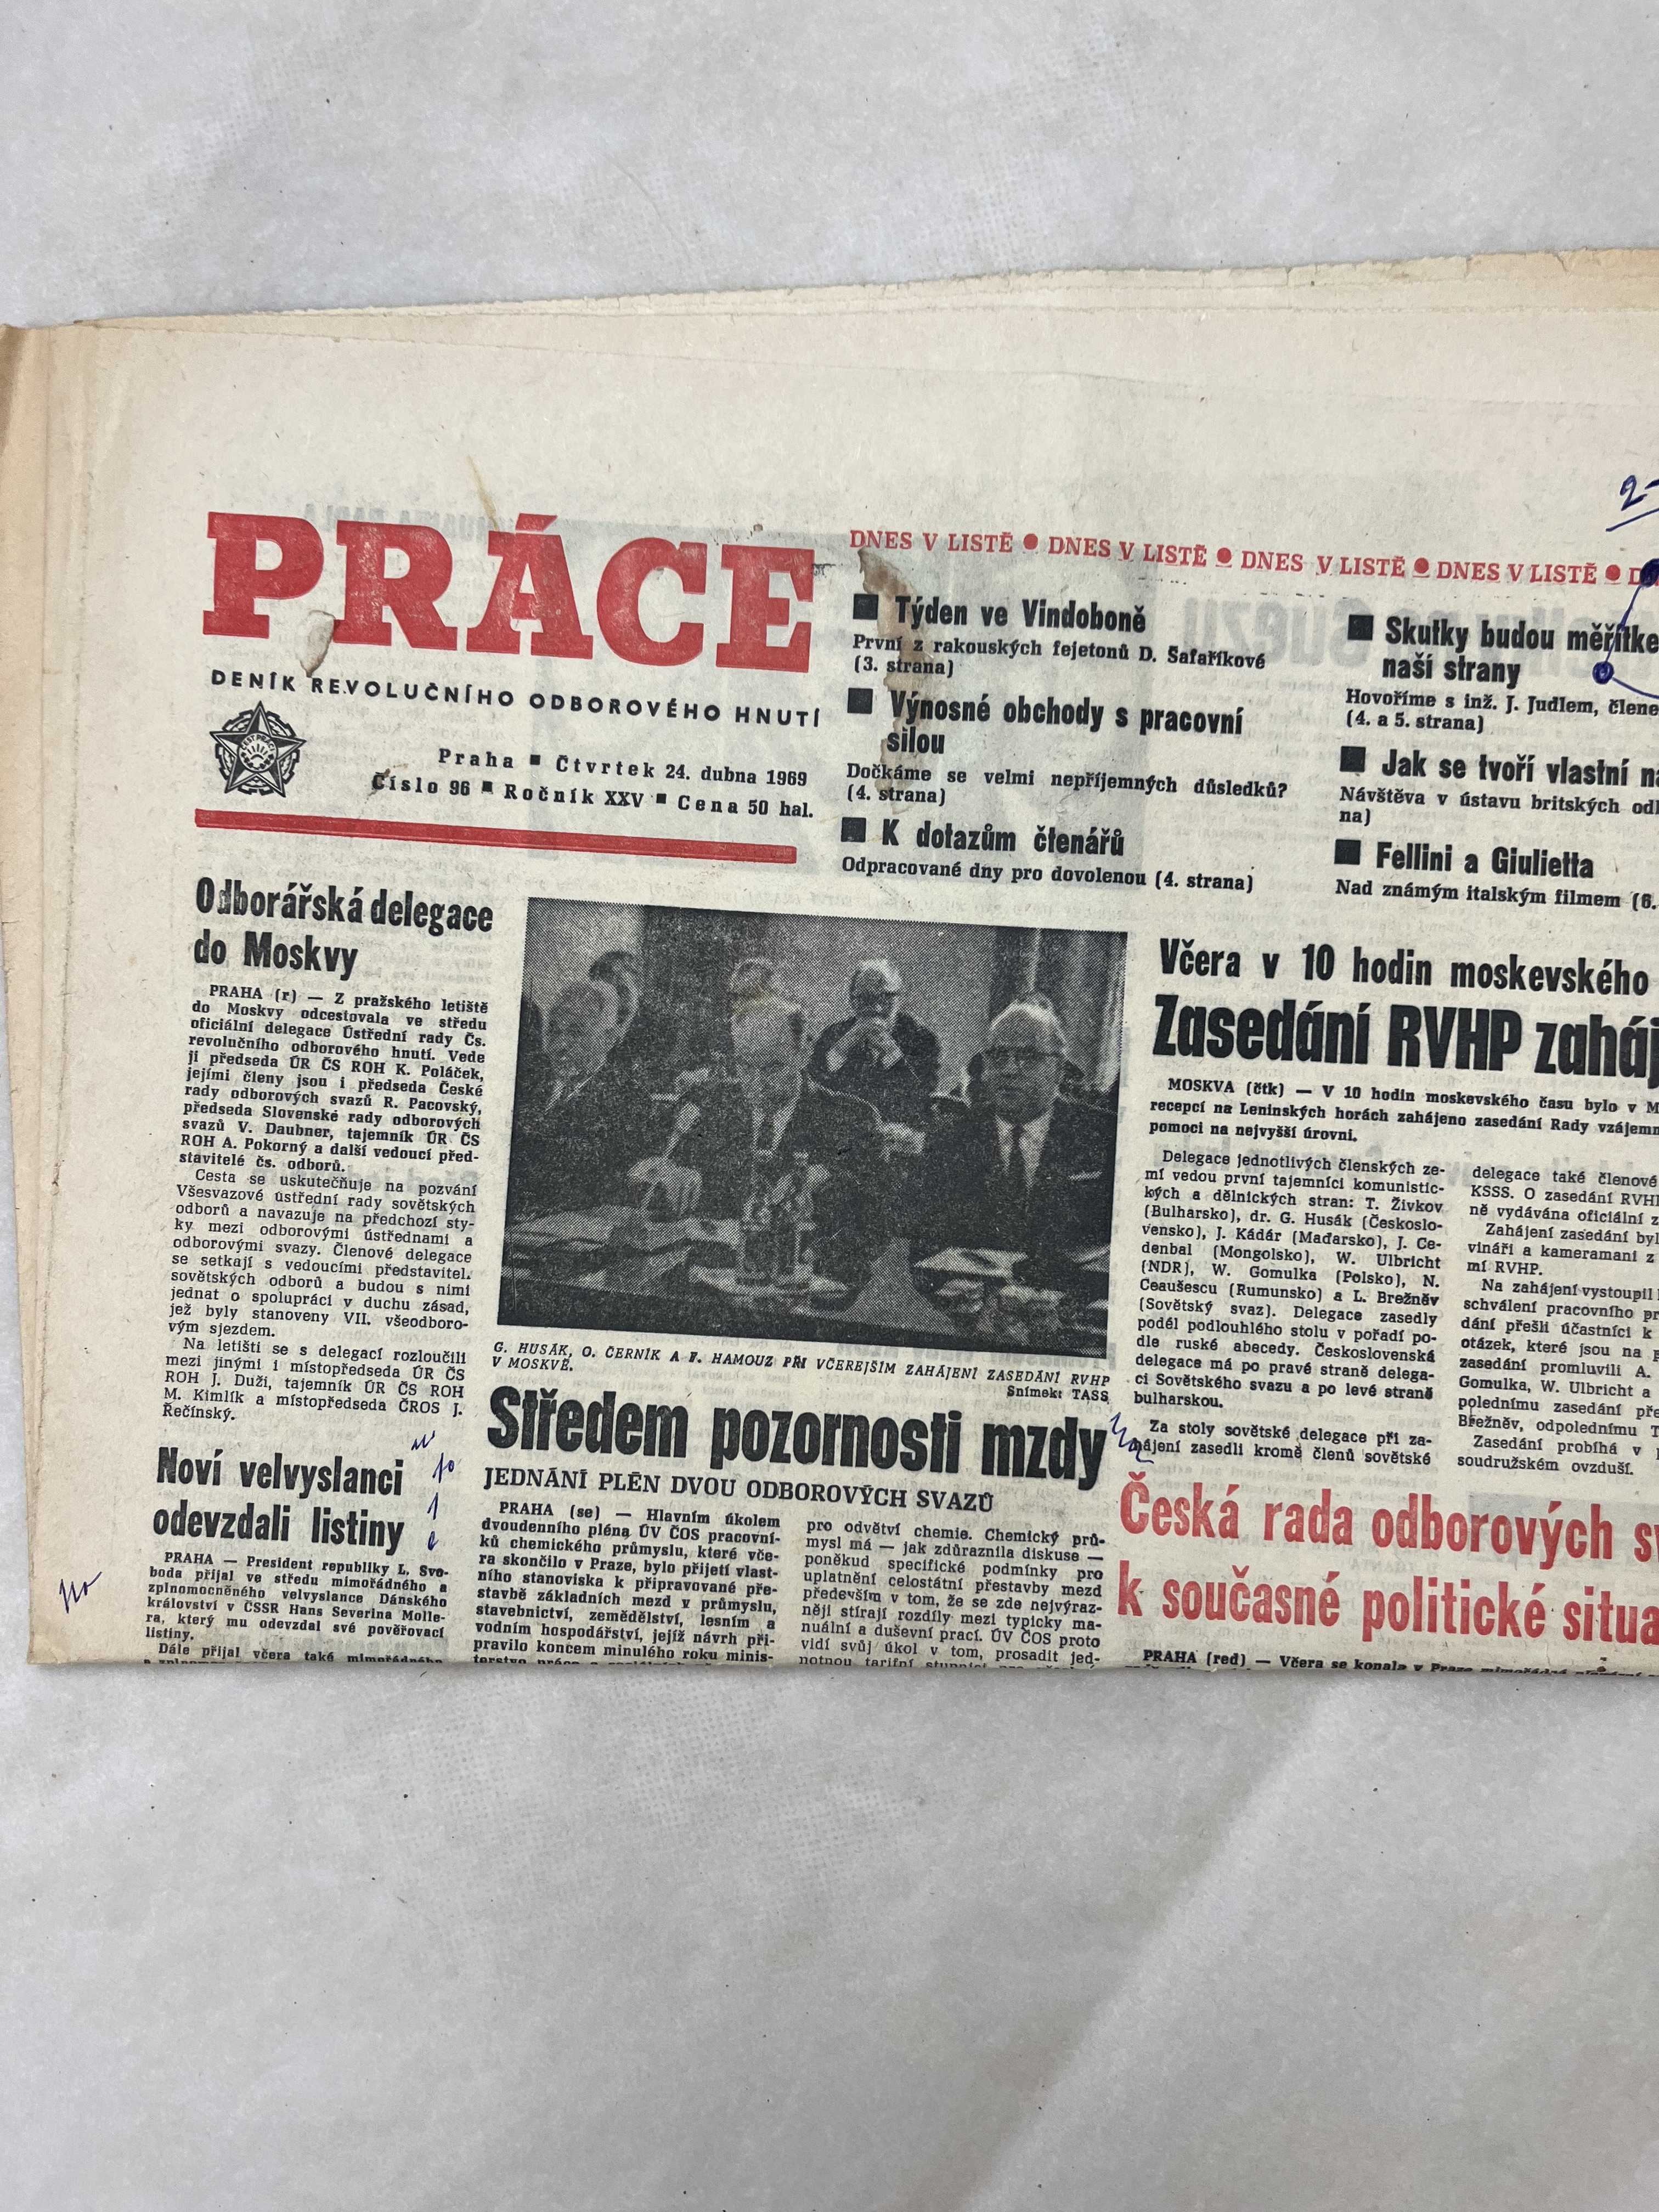 PRÁCE
DENÍK REVOLUČNÍHO ODBOROVÉHO HNUTÍ
Praha ■ Čtvrtek 24. dubna 1969
Číslo 96 ■ Ročník XXV ■ Cena 50 hal.
DNES V LISTĚ ● DNES V LISTĚ ● DNES V LISTĚ ● DNES V LISTĚ ●
■ Týden ve Vindoboně
První z rakouských fejetonů D. Šafaříkové
(3. strana)
■ Výnosné obchody s pracovní
silou
Dočkáme se velmi nepříjemných důsledků?
(4. strana)
■ K dotazům čtenářů
Odpracované dny pro dovolenou (4. strana)
■ Skutky budou měřítke
naší strany
Hovoříme s inž. J. Judlem, člene
(4. a 5. strana)
■ Jak se tvoří vlastní
Návštěva v ústavu britských
na)
■ Fellini a Giulietta
Nad známým italským filmem (6.
Odborářská delegace
do Moskvy
PRAHA (r) — Z pražského letiště
do Moskvy odcestovala ve středu
oficiální delegace Ústřední rady Čs.
revolučního odborového hnutí. Vede
ji předseda ÚR ČS ROH K. Poláček,
jejími členy jsou i předseda České
rady odborových svazů R. Pacovský,
předseda Slovenské rady odborových
svazů V. Daubner, tajemník ÚR ČS
ROH A. Pokorný a další vedoucí před-
stavitelé čs. odborů.
Cesta se uskutečňuje na pozvání
Všesvazové ústřední rady sovětských
odborů a navazuje na předchozí sty-
ky mezi odborovými ústřednami a
odborovými svazy. Členové delegace
se setkají s vedoucími představitel.
sovětských odborů a budou s nimi
jednat o spolupráci v duchu zásad,
jež byly stanoveny VII. všeodboro-
vým sjezdem.
Na letišti se s delegací rozloučili
mezi jinými i místopředseda ÚR ČS
ROH J. Duži, tajemník ÚR ČS ROH
M. Kimlík a místopředseda ČROS J.
Řečínský.
Noví velvyslanci
odevzdali listiny
PRAHA — President republiky L. Svo-
boda přijal ve středu mimořádného a
zplnomocněného velvyslance Dánského
království v ČSSR Hans Severina Molle-
ra, který mu odevzdal své pověřovací
listiny.
Dále přijal včera také mimořádného
G. HUSÁK, O. ČERNÍK A F. HAMOUZ PŘI VČEREJŠÍM ZAHÁJENÍ ZASEDÁNÍ RVHP
V MOSKVĚ.
Snímek: TASS
Středem pozornosti mzdy
JEDNÁNÍ PLÉN DVOU ODBOROVÝCH SVAZŮ
PRAHA (se) — Hlavním úkolem
dvoudenního pléna ÚV ČOS pracovní-
ků chemického průmyslu, které vče-
ra skončilo v Praze, bylo přijetí vlast-
ního stanoviska k připravované pře-
stavbě základních mezd v průmyslu,
stavebnictví, zemědělství, lesním a
vodním hospodářství, jejíž návrh při-
pravilo koncem minulého roku minis-
pro odvětví chemie. Chemický prů-
mysl má — jak zdůraznila diskuse —
poněkud specifické podmínky pro
uplatnění celostátní přestavby mezd
především v tom, že se zde nejvýraz-
něji stírají rozdíly mezi typicky ma-
nuální a duševní prací. ÚV ČOS proto
vidí svůj úkol v tom, prosadit jed-
notnou tarifní stupnici
Včera v 10 hodin moskevského
Zasedání RVHP zaháj
MOSKVA (čtk) — V 10 hodin moskevského času bylo v M
recepcí na Leninských horách zahájeno zasedání Rady vzájemn
pomoci na nejvyšší úrovni.
Delegace jednotlivých členských ze-
mí vedou první tajemníci komunistic-
kých a dělnických stran: T. Živkov
(Bulharsko), dr. G. Husák (Českoslo-
vensko), J. Kádár (Maďarsko), J. Ce-
denbal (Mongolsko), W. Ulbricht
(NDR), W. Gomulka (Polsko), N.
Ceaušescu (Rumunsko) a L. Brežněv
(Sovětský svaz). Delegace zasedly
podél podlouhlého stolu v pořadí po-
dle ruské abecedy. Československá
delegace má po pravé straně delega-
ci Sovětského svazu a po levé straně
bulharskou.
Za stoly sovětské delegace při za-
hájení zasedli kromě členů sovětské
delegace také členové
KSSS. O zasedání RVHP
ně vydávána oficiální z
Zahájení zasedání byl
vináři a kameramani z
mí RVHP.
Na zahájení vystoupil
schválení pracovního pr
dání přešli účastníci k
otázek, které jsou na p
zasedání promluvili A.
Gomulka, W. Ulbricht a
polednímu zasedání pře
Brežněv, odpolednímu T
Zasedání probíhá v
soudružském ovzduší.
Česká rada odborových sv
k současné politické situa
PRAHA (red) — Včera se konala v Praze